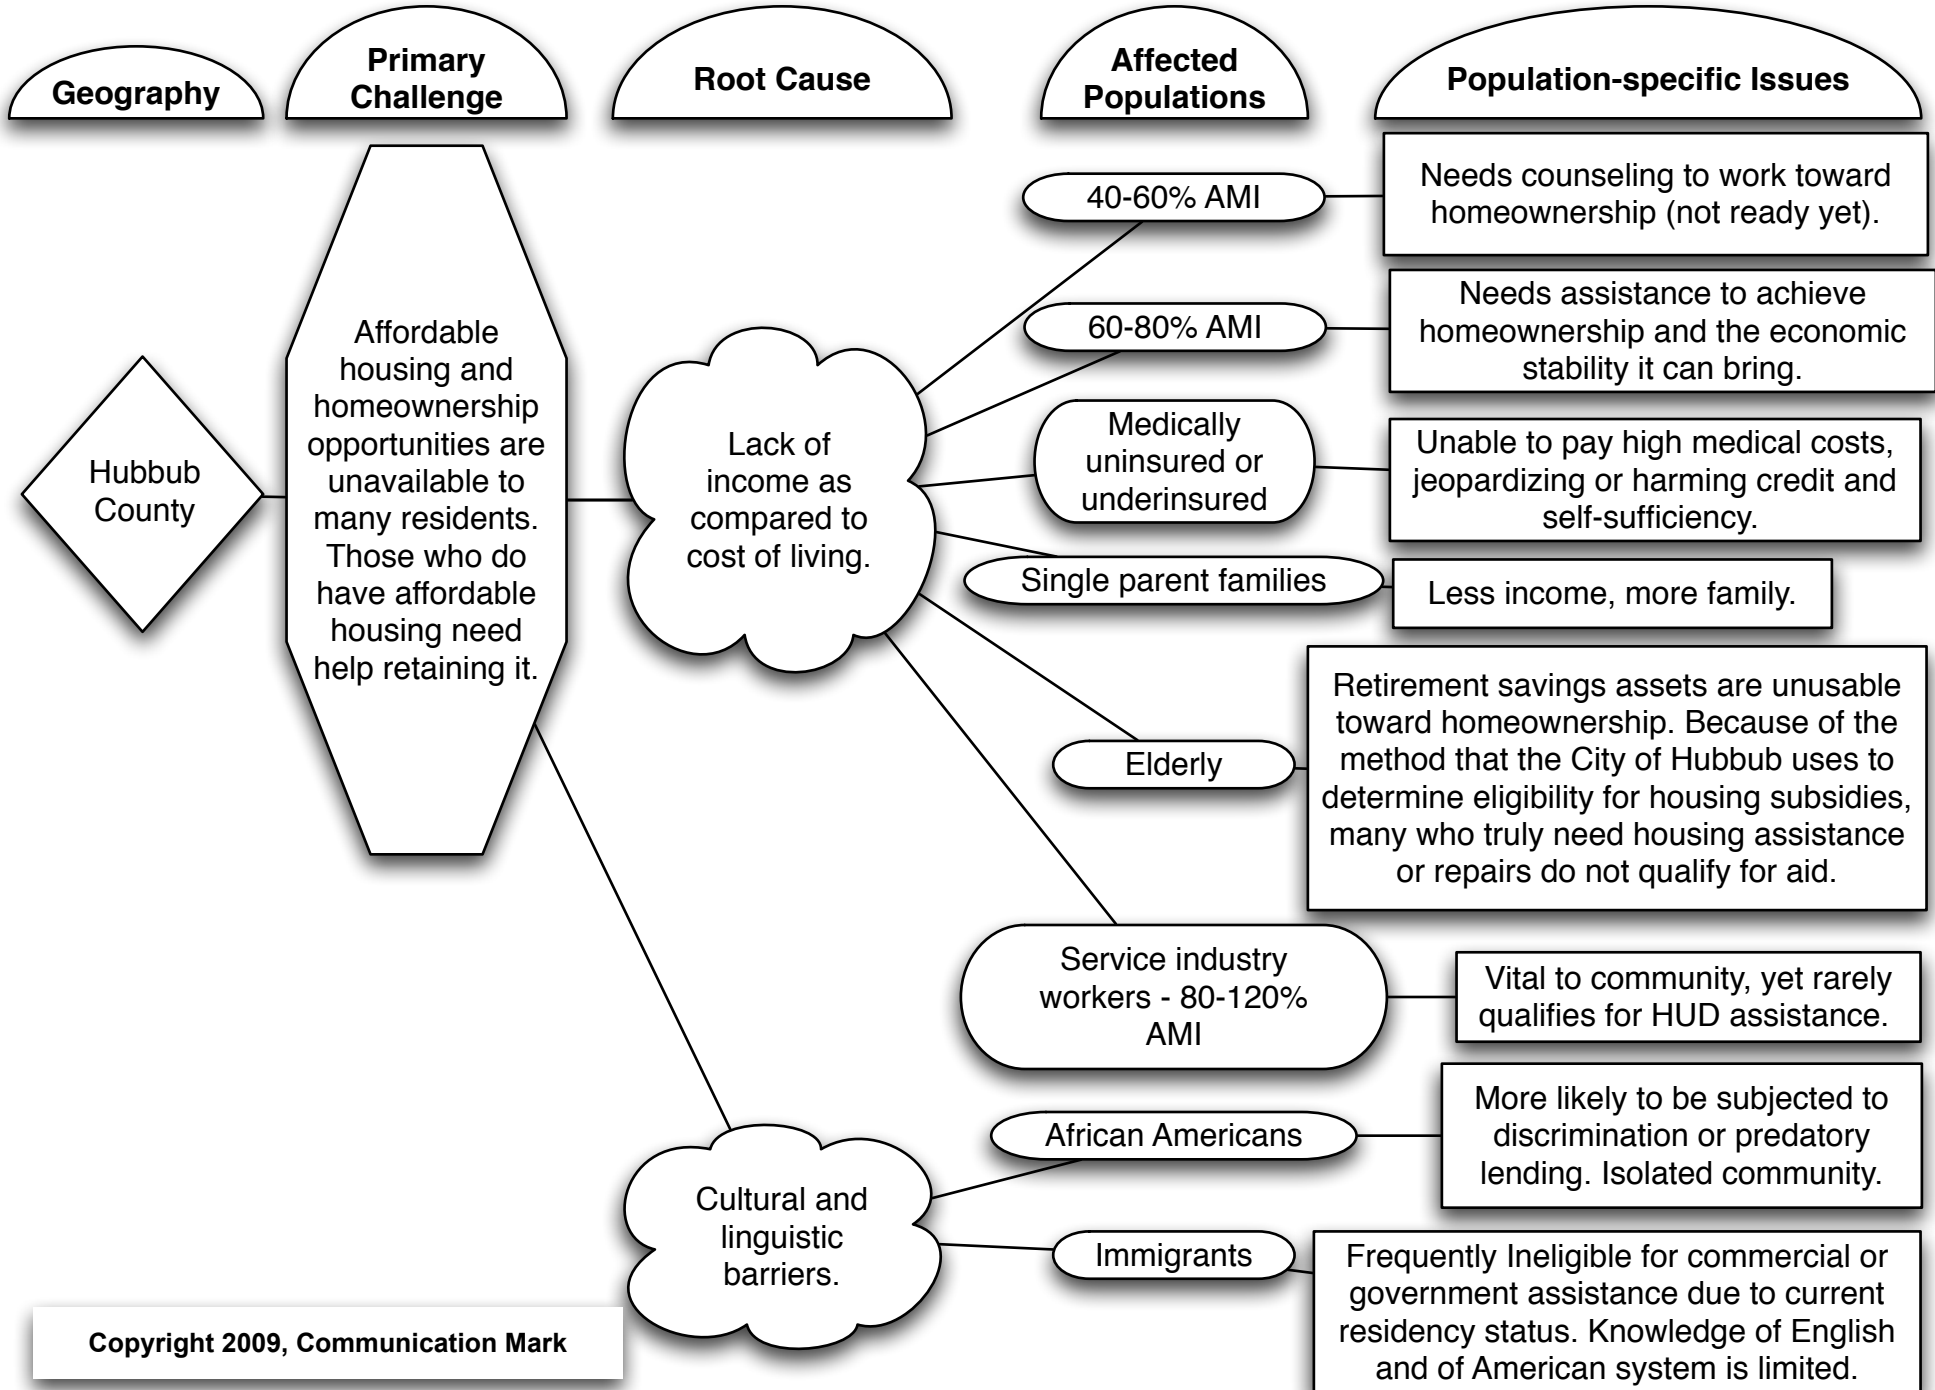 Geography
Primary
Challenge
Root Cause
Affected
Populations
Population-specific Issues
Hubbub
County
Affordable
housing and
homeownership
opportunities are
unavailable to
many residents.
Those who do
have affordable
housing need
help retaining it.
Lack of
income as
compared to
cost of living.
40-60% AMI
Needs counseling to work toward
homeownership (not ready yet).
60-80% AMI
Needs assistance to achieve
homeownership and the economic
stability it can bring.
Medically
uninsured or
underinsured
Unable to pay high medical costs,
jeopardizing or harming credit and
self-sufficiency.
Single parent families
Less income, more family.
Elderly
Retirement savings assets are unusable
toward homeownership. Because of the
method that the City of Hubbub uses to
determine eligibility for housing subsidies,
many who truly need housing assistance
or repairs do not qualify for aid.
Service industry
workers - 80-120%
AMI
Vital to community, yet rarely
qualifies for HUD assistance.
Cultural and
linguistic
barriers.
African Americans
More likely to be subjected to
discrimination or predatory
lending. Isolated community.
Immigrants
Frequently Ineligible for commercial or
government assistance due to current
residency status. Knowledge of English
and of American system is limited.
Copyright 2009, Communication Mark